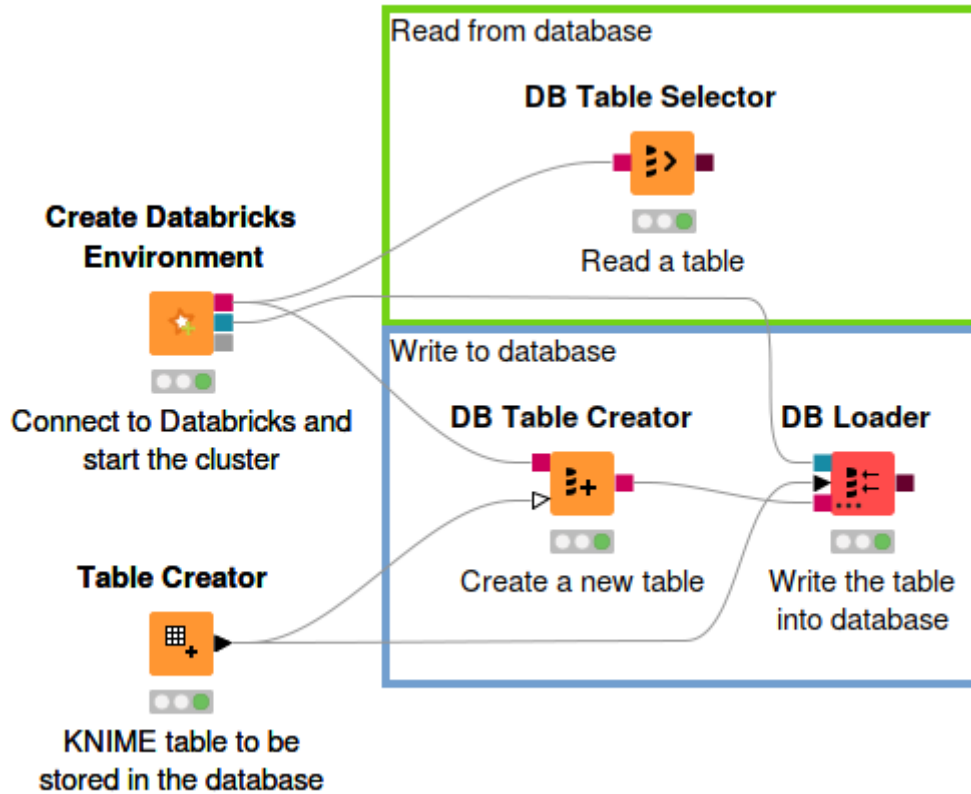 Read from database
DB Table Selector
Read a table
Create Databricks
Environment
Connect to Databricks and
start the cluster
Write to database
DB Table Creator
Create a new table
DB Loader
Write the table
into database
Table Creator
KNIME table to be
stored in the database